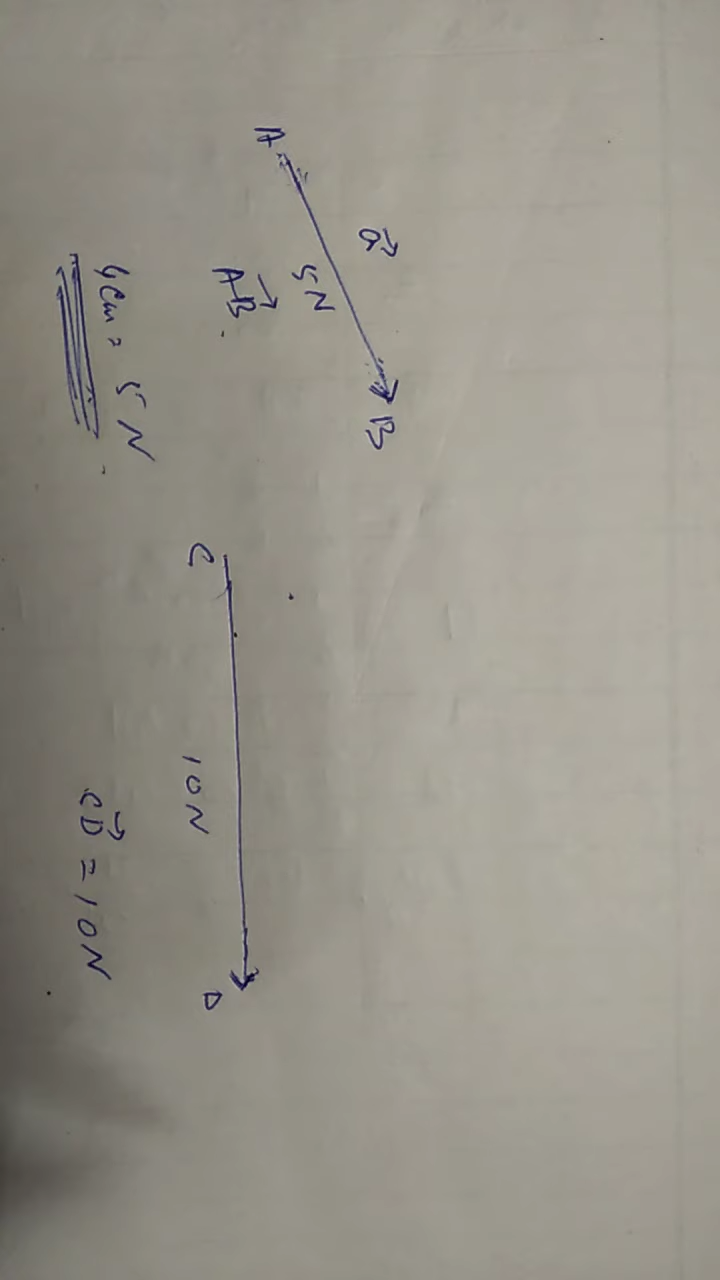 a⃗
A
B
5N
AB⃗
4cm = 5N
C
D
10N
CD⃗ = 10N